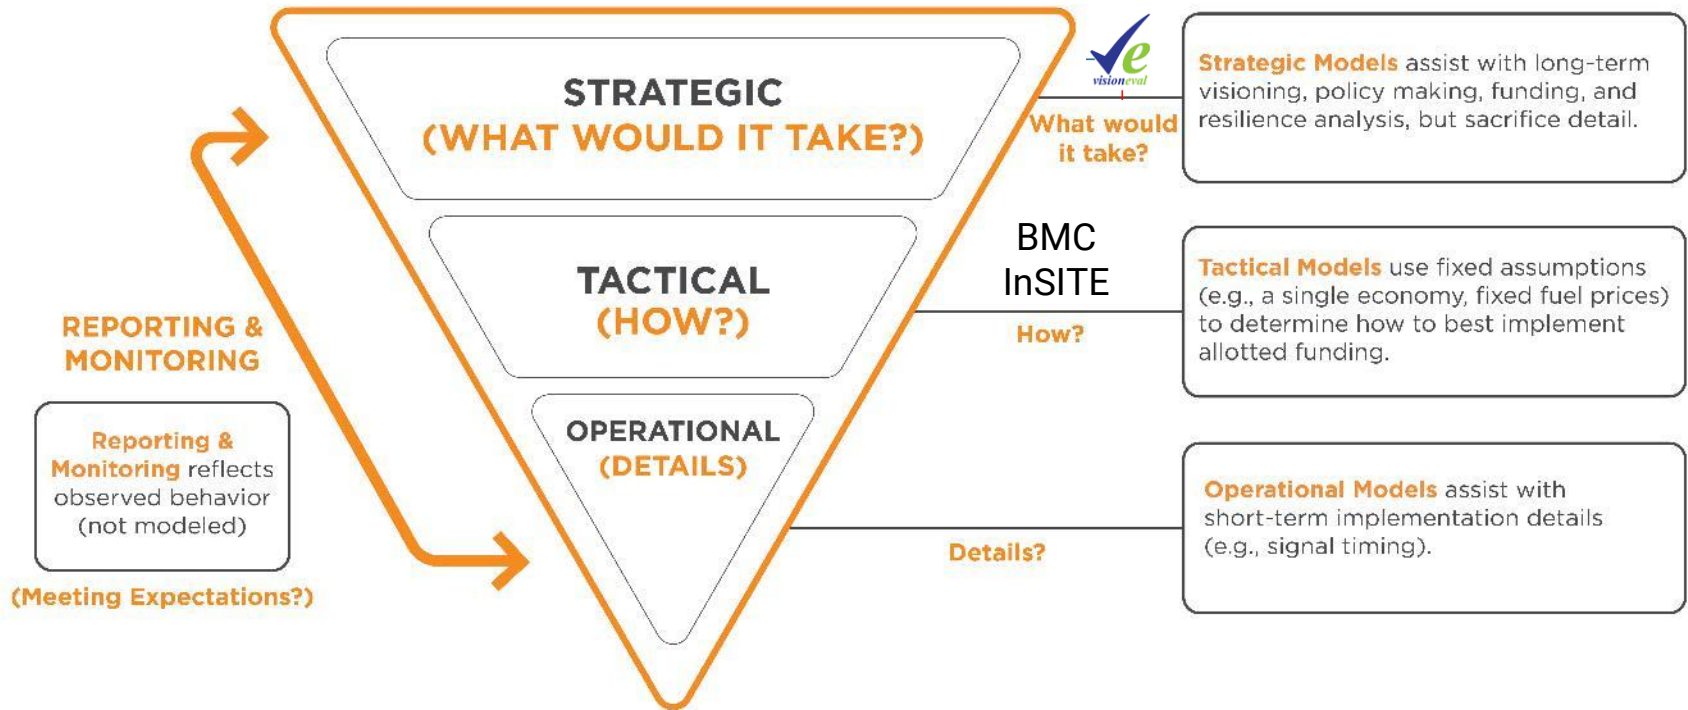 STRATEGIC
(WHAT WOULD IT TAKE?)
TACTICAL
(HOW?)
OPERATIONAL
(DETAILS)
REPORTING &
MONITORING
Reporting &
Monitoring reflects
observed behavior
(not modeled)
(Meeting Expectations?)
Ve
visioneval
What would
it take?
Strategic Models assist with long-term
visioning, policy making, funding, and
resilience analysis, but sacrifice detail.
BMC
InSITE
How?
Tactical Models use fixed assumptions
(e.g., a single economy, fixed fuel prices)
to determine how to best implement
allotted funding.
Details?
Operational Models assist with
short-term implementation details
(e.g., signal timing).